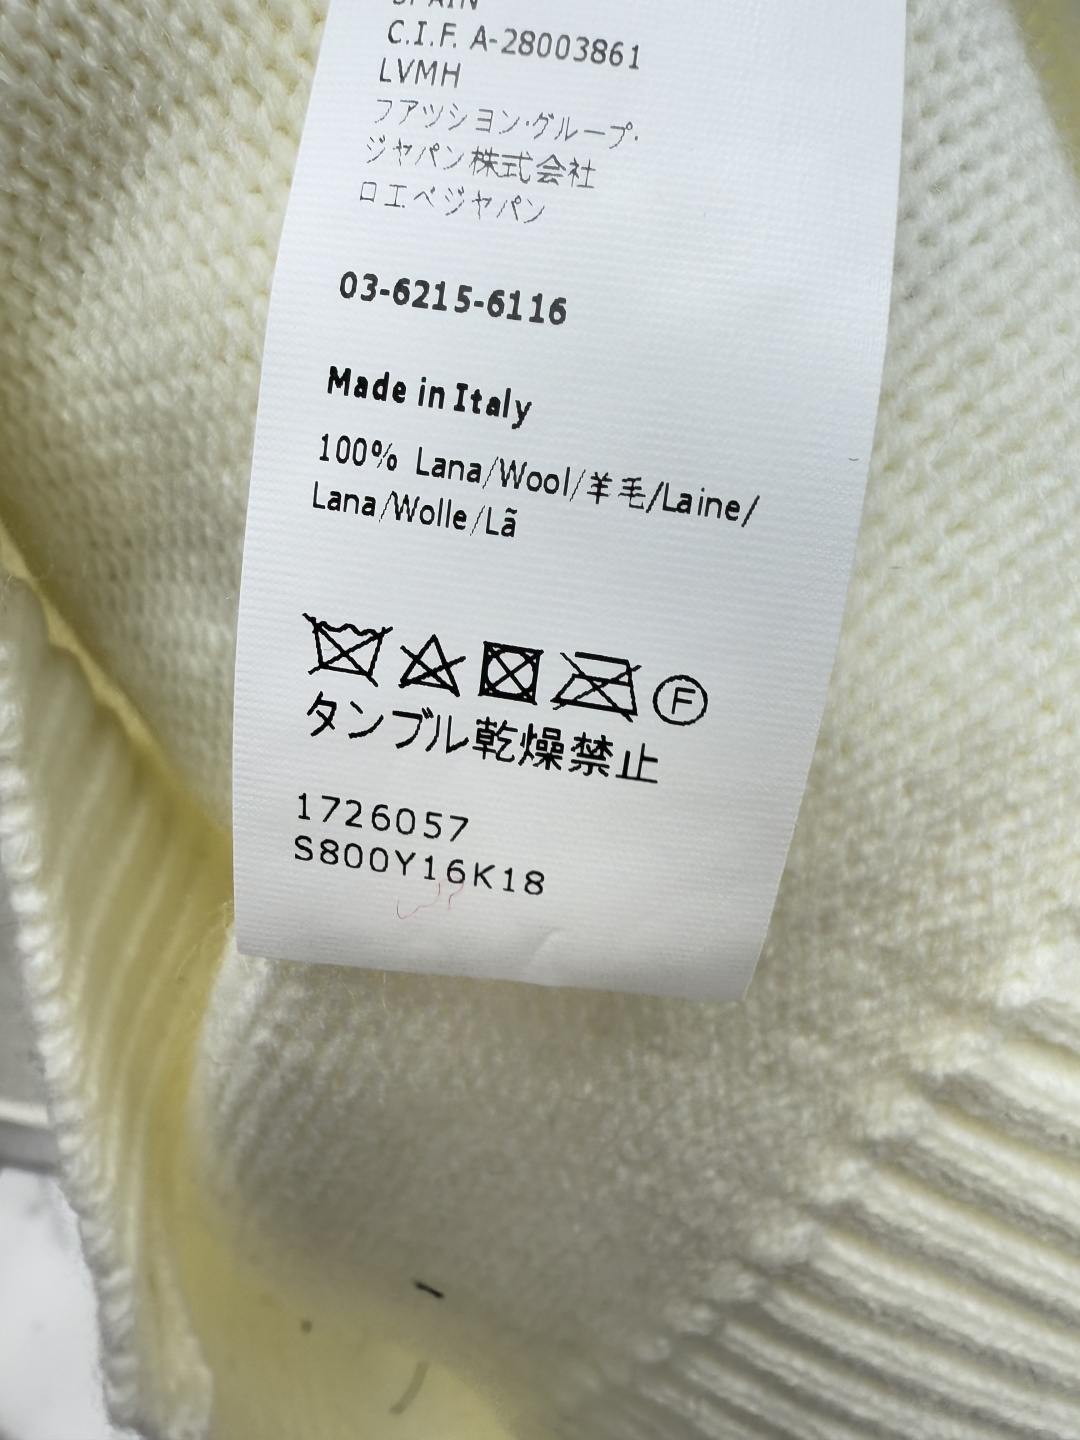 SPAIN
C.I.F. A-28003861
LVMH
フアッション・グループ・
ジャパン株式会社
ロエベジャパン
03-6215-6116
Made in Italy
100% Lana/Wool/羊毛/Laine/
Lana/Wolle/Lã
F
タンブル乾燥禁止
1726057
S800Y16K18